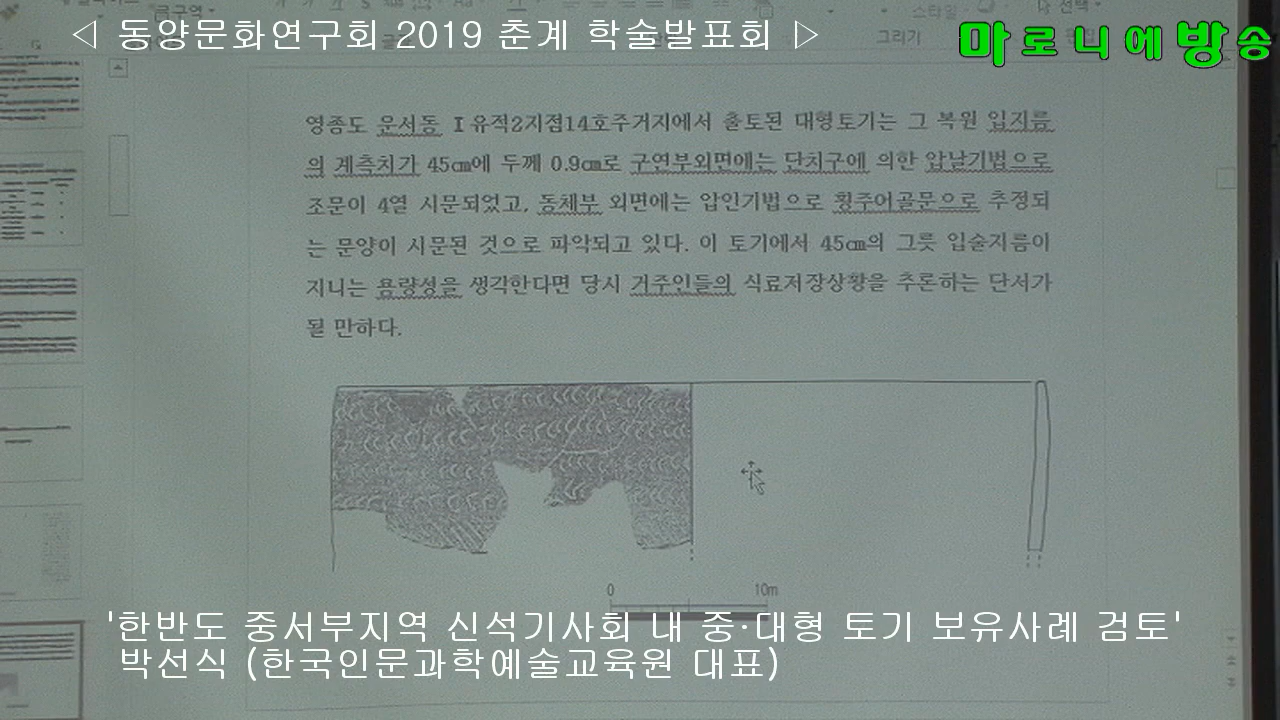 ◁ 동양문화연구회 2019 춘계 학술발표회 ▷
마로니에방송
그리기
스타일
선택
영종도 운서동 Ⅰ유적2지점14호주거지에서 출토된 대형토기는 그 복원 입지름
의 계측치가 45㎝에 두께 0.9㎝로 구연부외면에는 단치구에 의한 압날기법으로
조문이 4열 시문되었고, 동체부 외면에는 압인기법으로 횡주어골문으로 추정되
는 문양이 시문된 것으로 파악되고 있다. 이 토기에서 45㎝의 그릇 입술지름이
지니는 용량성을 생각한다면 당시 거주인들의 식료저장상황을 추론하는 단서가
될 만하다.
0 10m
'한반도 중서부지역 신석기사회 내 중·대형 토기 보유사례 검토'
박선식 (한국인문과학예술교육원 대표)